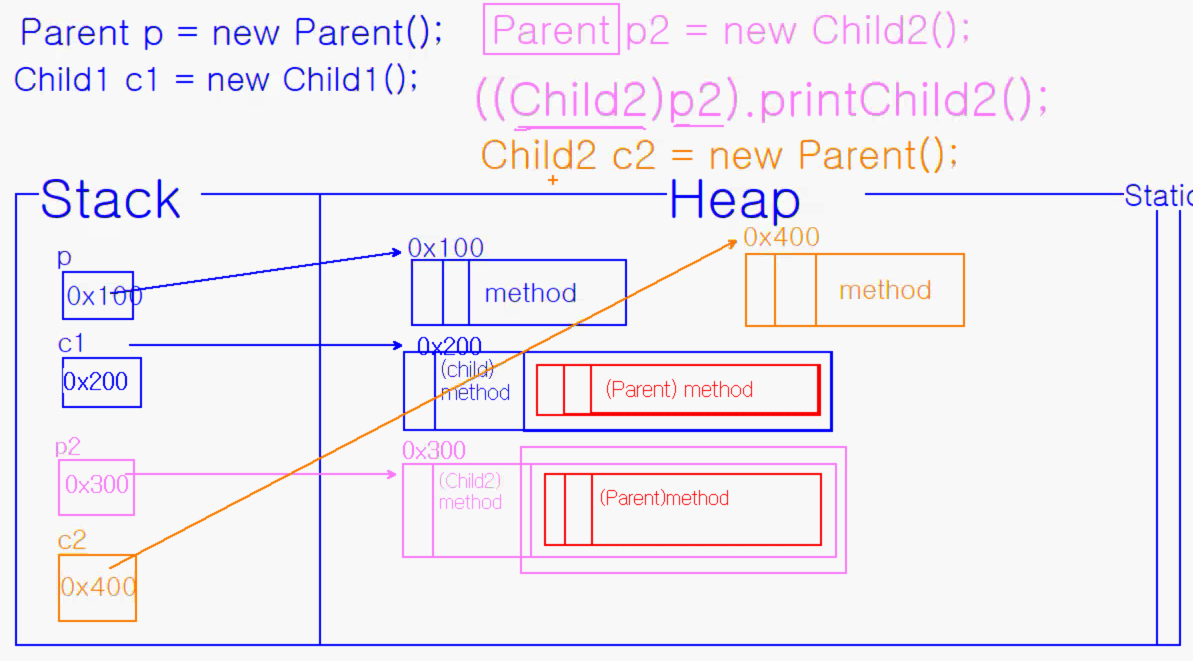 Parent p = new Parent();
Child1 c1 = new Child1();
Parent p2 = new Child2();
((Child2)p2).printChild2();
Child2 c2 = new Parent();
Stack
Heap
Static
p
0x100
c1
0x200
p2
0x300
c2
0x400
0x100
method
0x400
method
0x200
(child)
method
(Parent) method
0x300
(Child2)
method
(Parent)method